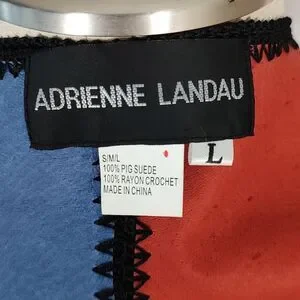 ADRIENNE LANDAU
L
S/M/L
100% PIG SUEDE
100% RAYON CROCHET
MADE IN CHINA